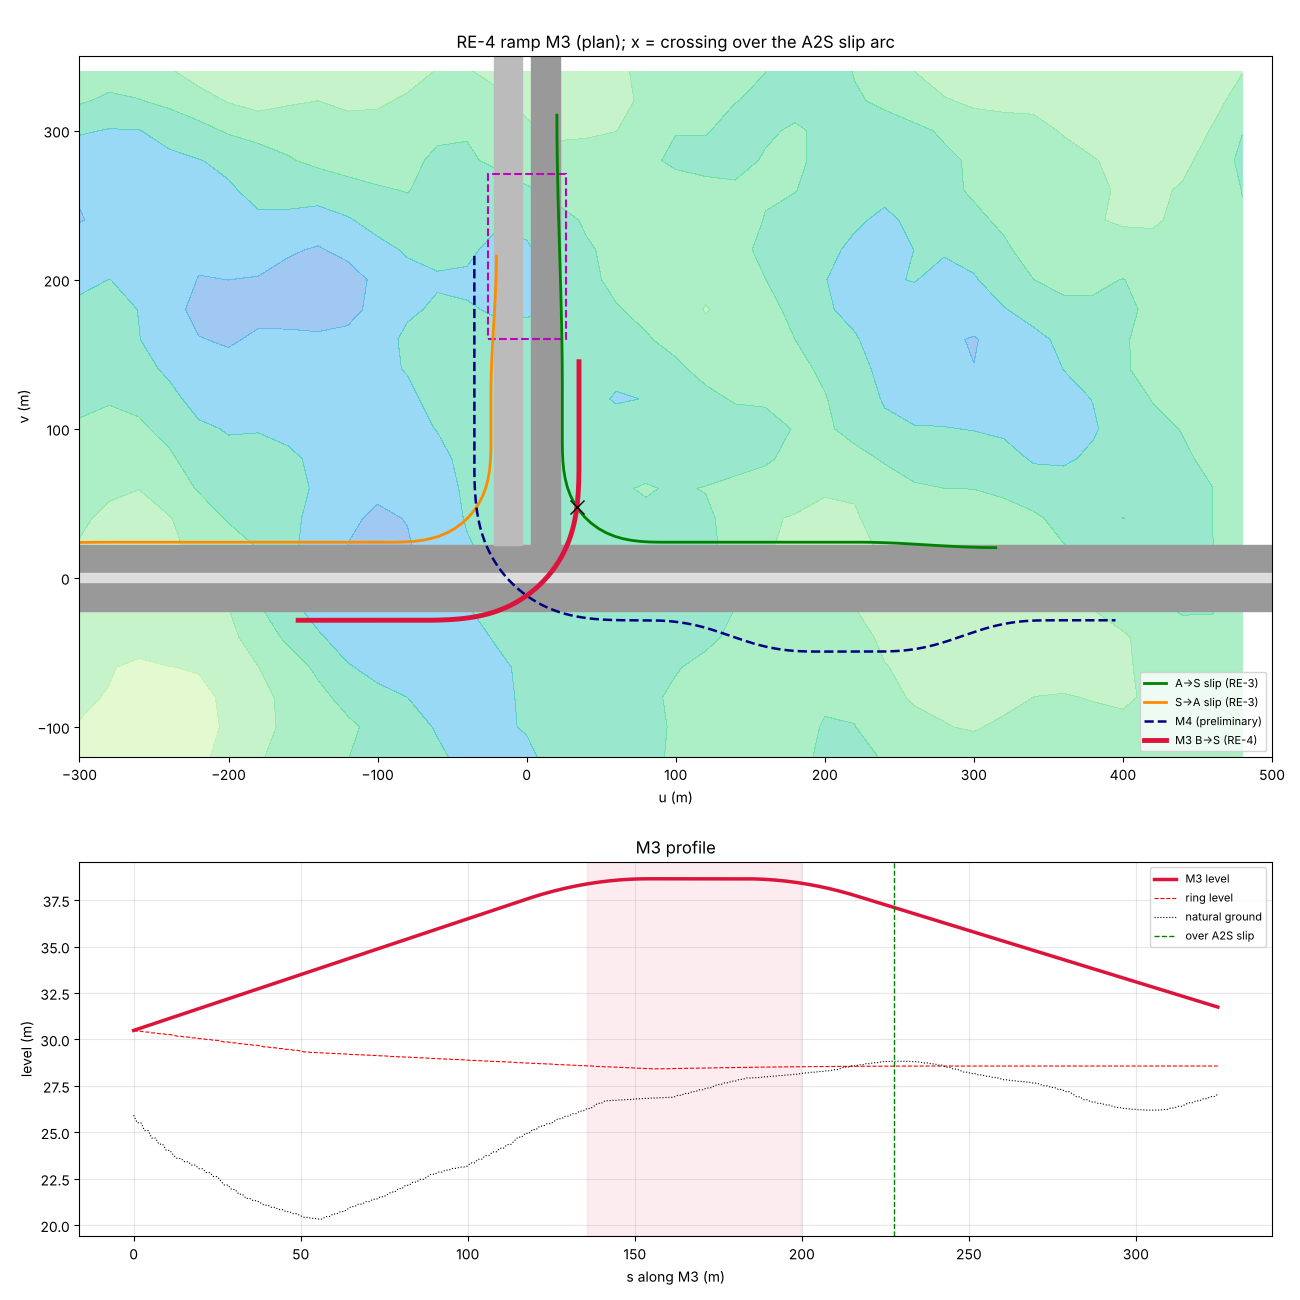 RE-4 ramp M3 (plan); x = crossing over the A2S slip arc
v (m)
300
200
100
0
−100
−300
−200
−100
0
100
200
300
400
500
u (m)
A→S slip (RE-3)
S→A slip (RE-3)
M4 (preliminary)
M3 B→S (RE-4)
M3 profile
level (m)
37.5
35.0
32.5
30.0
27.5
25.0
22.5
20.0
0
50
100
150
200
250
300
s along M3 (m)
M3 level
ring level
natural ground
over A2S slip